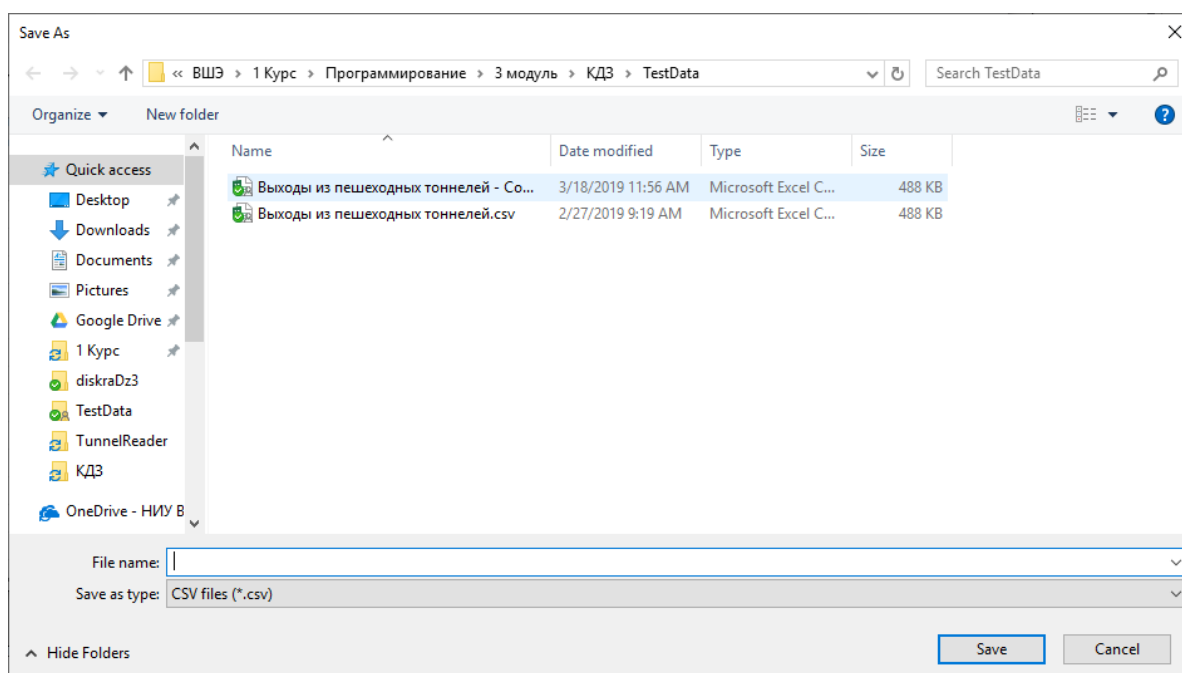 Save As
« ВШЭ › 1 Курс › Программирование › 3 модуль › КДЗ › TestData
Search TestData
Organize
New folder
Name
Date modified
Type
Size
Quick access
Desktop
Downloads
Documents
Pictures
Google Drive
1 Курс
diskraDz3
TestData
TunnelReader
КДЗ
OneDrive - НИУ В
Выходы из пешеходных тоннелей - Co... 3/18/2019 11:56 AM Microsoft Excel C... 488 KB
Выходы из пешеходных тоннелей.csv 2/27/2019 9:19 AM Microsoft Excel C... 488 KB
File name:
Save as type: CSV files (*.csv)
Hide Folders
Save
Cancel